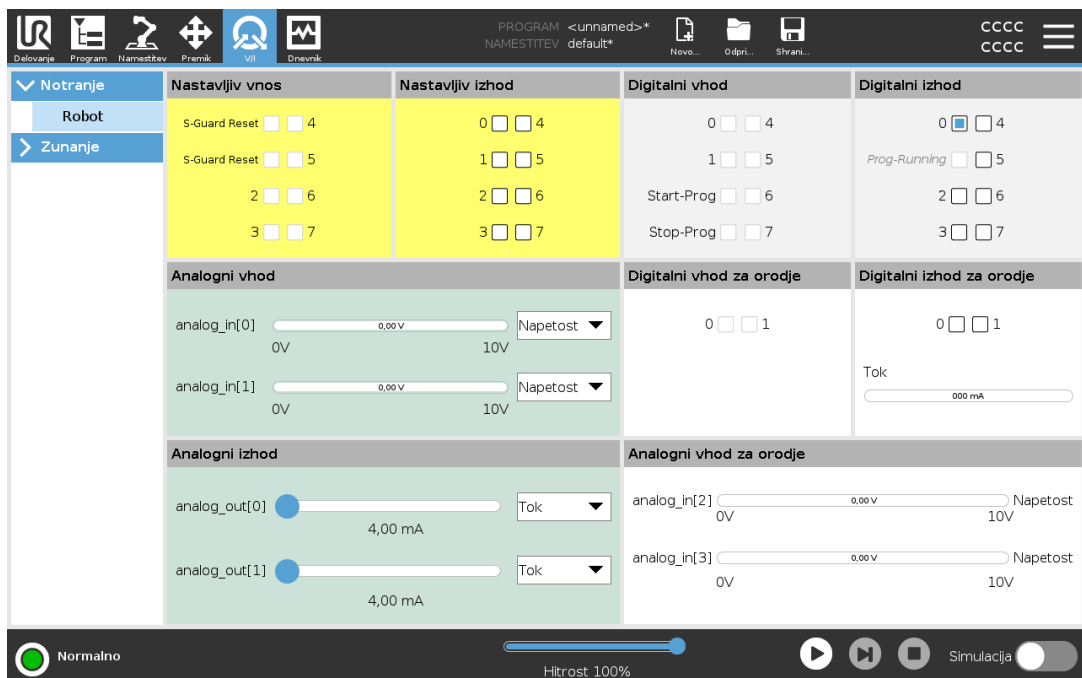 PROGRAM <unnamed>*
NAMESTITEV default*
CCCC
CCCC
Delovanje Program Namestitev Premik V/I Dnevnik Novo... Odpri... Shrani...
Notranje
Robot
Zunanje
Nastavljiv vnos
S-Guard Reset 4
S-Guard Reset 5
2 6
3 7
Nastavljiv izhod
0 4
1 5
2 6
3 7
Digitalni vhod
0 4
1 5
Start-Prog 6
Stop-Prog 7
Digitalni izhod
0 4
Prog-Running 5
2 6
3 7
Analogni vhod
analog_in[0] 0,00 V Napetost
0V 10V
analog_in[1] 0,00 V Napetost
0V 10V
Digitalni vhod za orodje
0 1
Digitalni izhod za orodje
0 1
Tok
000 mA
Analogni izhod
analog_out[0] Tok
4,00 mA
analog_out[1] Tok
4,00 mA
Analogni vhod za orodje
analog_in[2] 0,00 V Napetost
0V 10V
analog_in[3] 0,00 V Napetost
0V 10V
Normalno
Hitrost 100%
Simulacija